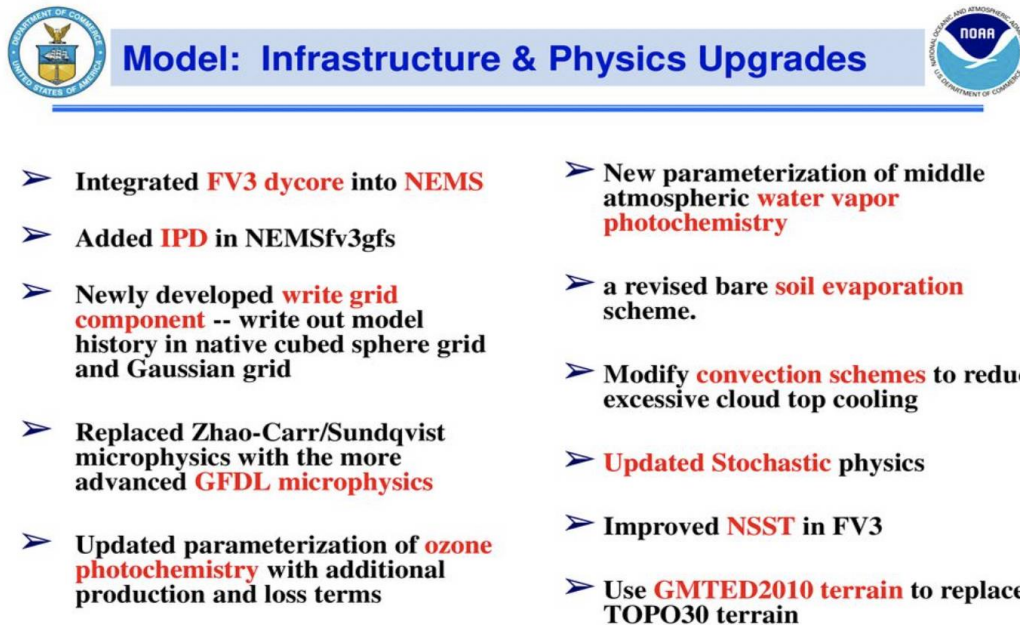 DEPARTMENT OF COMMERCE
UNITED STATES OF AMERICA
Model: Infrastructure & Physics Upgrades
NOAA
NATIONAL OCEANIC AND ATMOSPHERIC
U.S. DEPARTMENT OF COMMERCE
➢ Integrated FV3 dycore into NEMS
➢ Added IPD in NEMSfv3gfs
➢ Newly developed write grid
component -- write out model
history in native cubed sphere grid
and Gaussian grid
➢ Replaced Zhao-Carr/Sundqvist
microphysics with the more
advanced GFDL microphysics
➢ Updated parameterization of ozone
photochemistry with additional
production and loss terms
➢ New parameterization of middle
atmospheric water vapor
photochemistry
➢ a revised bare soil evaporation
scheme.
➢ Modify convection schemes to reduc
excessive cloud top cooling
➢ Updated Stochastic physics
➢ Improved NSST in FV3
➢ Use GMTED2010 terrain to replace
TOPO30 terrain